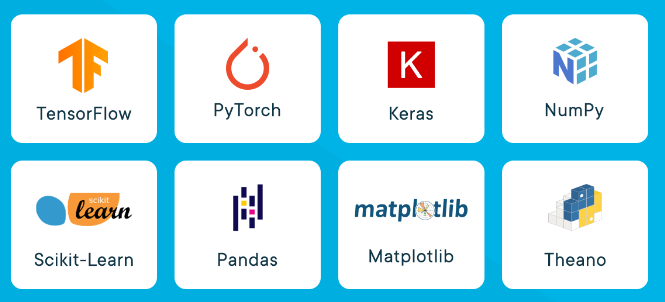 TensorFlow
PyTorch
K
Keras
N
NumPy
scikit
learn
Scikit-Learn
Pandas
matplotlib
Matplotlib
Theano